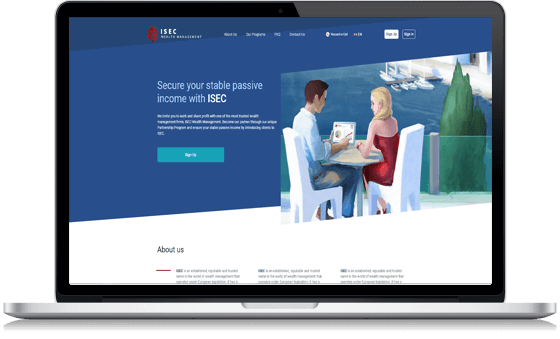 ISEC
WEALTH MANAGEMENT
About Us Our Programs FAQ Contact Us Request a Call EN Sign Up Sign In
Secure your stable passive
income with ISEC
We invite you to work and share profit with one of the most trusted wealth
management firms, ISEC Wealth Management. Become our partner through our unique
Partnership Program and ensure your stable passive income by introducing clients to
ISEC.
Sign Up
About us
ISEC is an established, reputable and trusted ISEC is an established, reputable and trusted ISEC is an established, reputable and trusted
name in the world of wealth management that name in the world of wealth management that name in the world of wealth management that
operates under European legislation. It has a operates under European legislation. It has a operates under European legislation. It has a